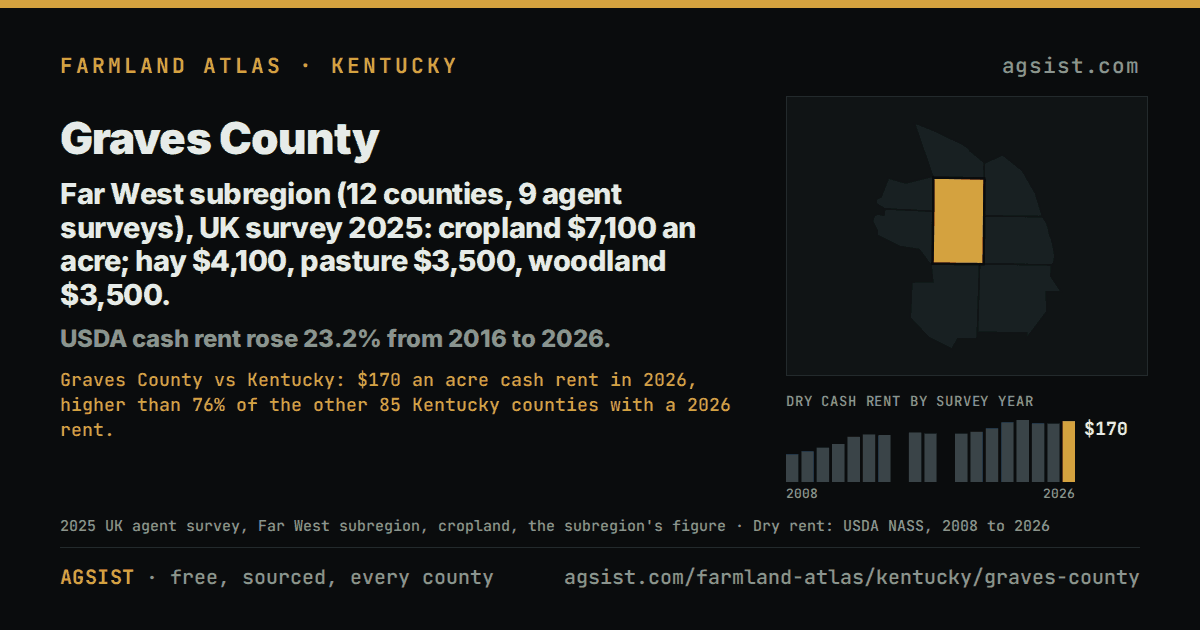 FARMLAND ATLAS · KENTUCKY
agsist.com
Graves County
Far West subregion (12 counties, 9 agent
surveys), UK survey 2025: cropland $7,100 an
acre; hay $4,100, pasture $3,500, woodland
$3,500.
USDA cash rent rose 23.2% from 2016 to 2026.
Graves County vs Kentucky: $170 an acre cash rent in 2026,
higher than 76% of the other 85 Kentucky counties with a 2026
rent.
DRY CASH RENT BY SURVEY YEAR
$170
2008
2026
2025 UK agent survey, Far West subregion, cropland, the subregion's figure · Dry rent: USDA NASS, 2008 to 2026
AGSIST · free, sourced, every county
agsist.com/farmland-atlas/kentucky/graves-county